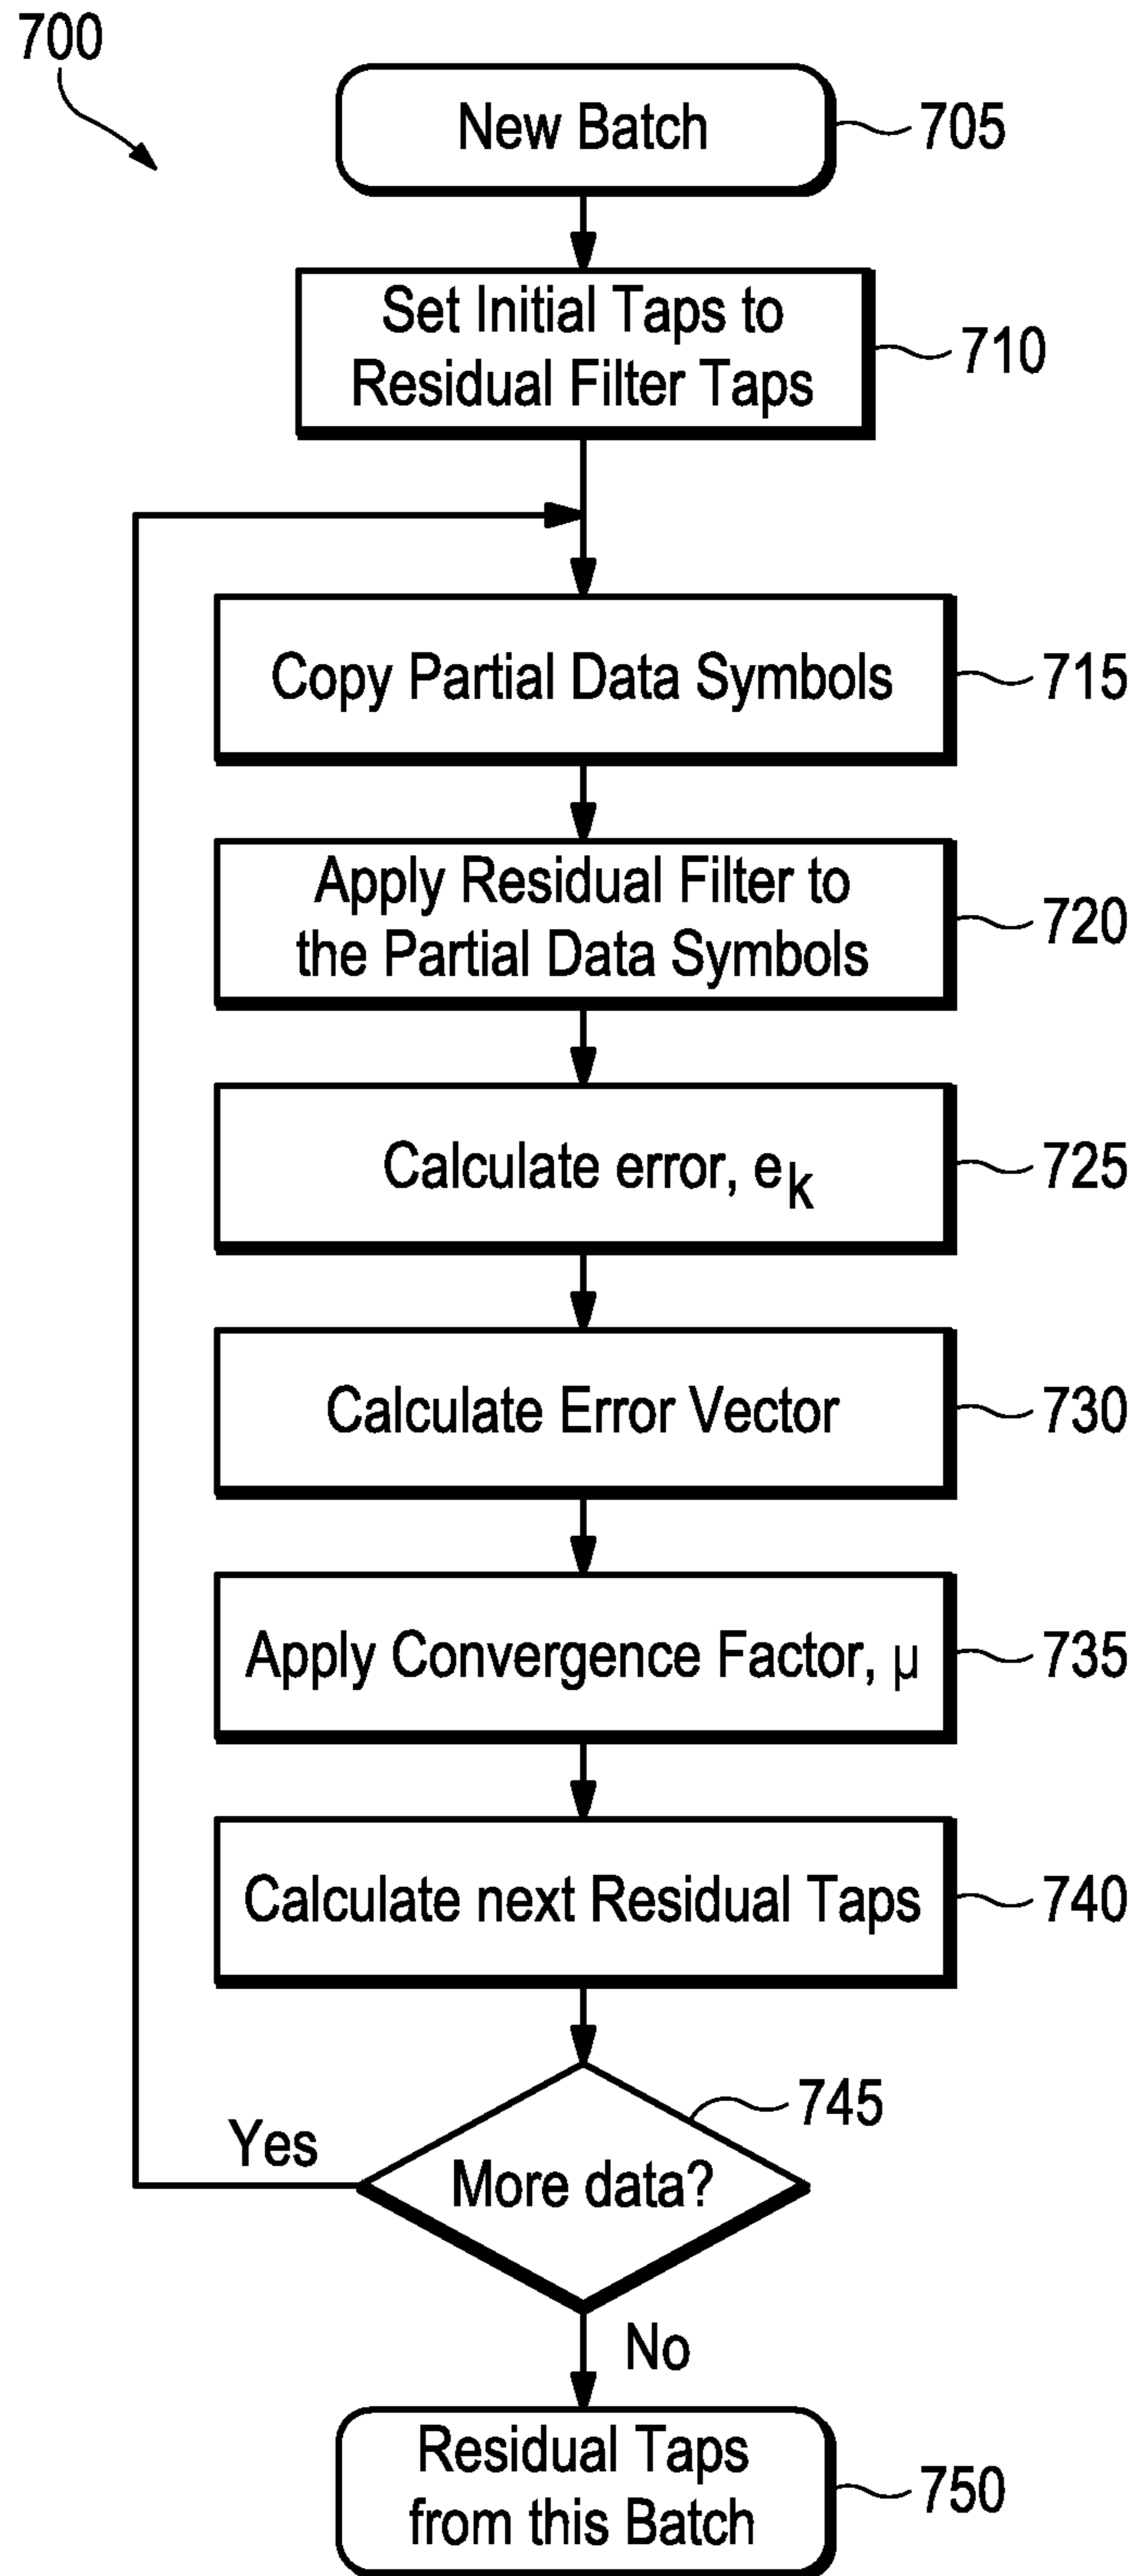 700
New Batch
705
Set Initial Taps to
Residual Filter Taps
710
Copy Partial Data Symbols
715
Apply Residual Filter to
the Partial Data Symbols
720
Calculate error, ek
725
Calculate Error Vector
730
Apply Convergence Factor, μ
735
Calculate next Residual Taps
740
745
Yes
More data?
No
Residual Taps
from this Batch
750